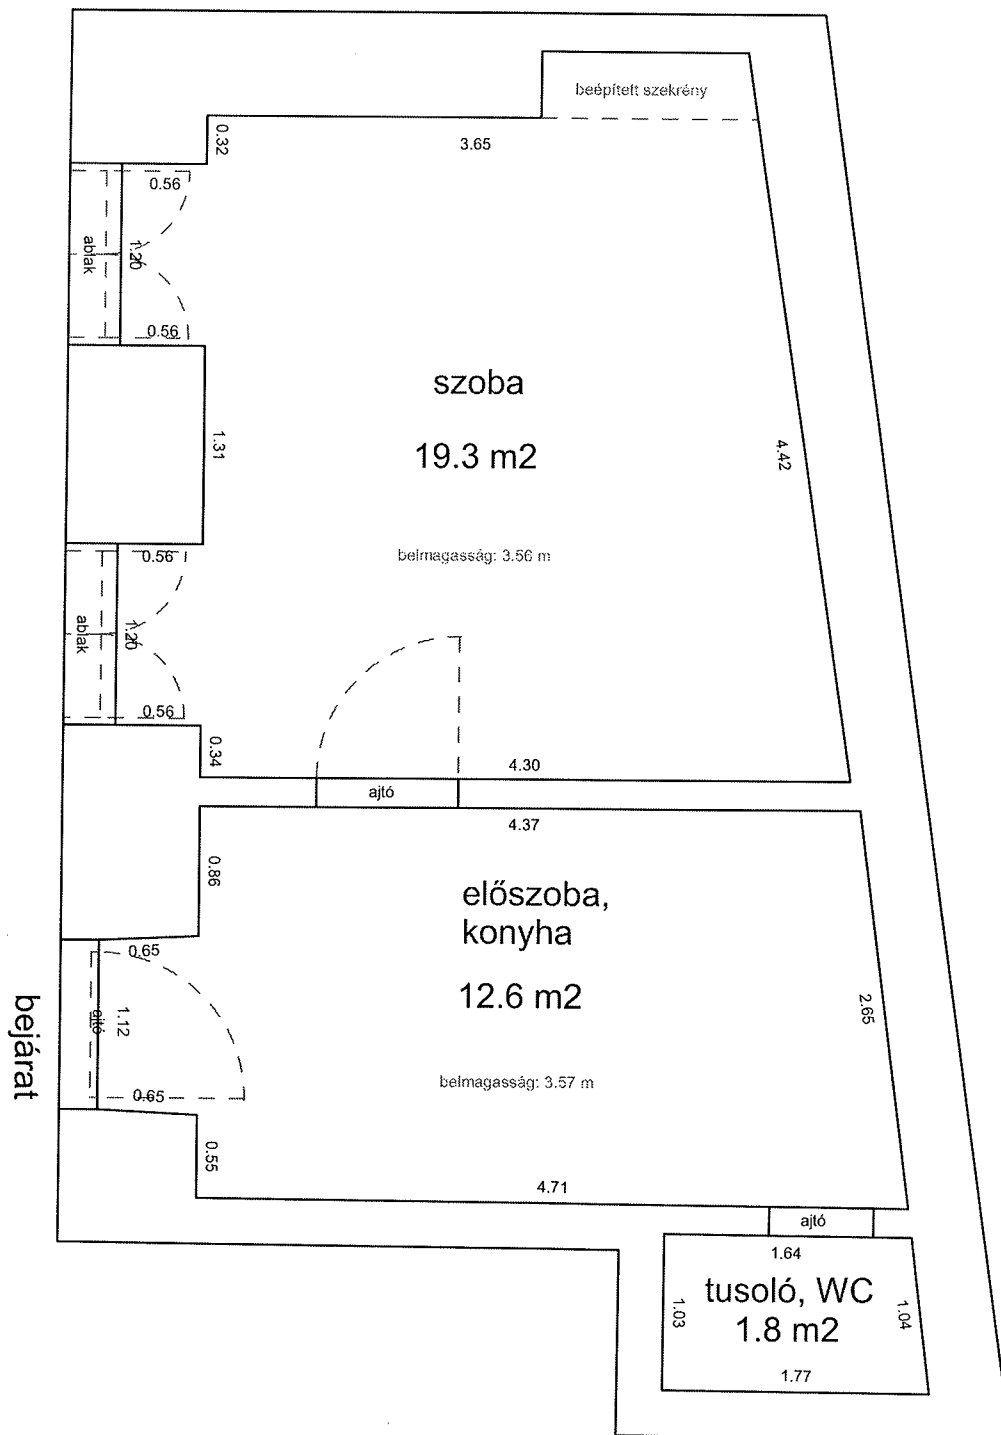 beépített szekrény
0.32
3.65
0.56
ablak
1.20
0.56
szoba
19.3 m2
1.31
4.42
belmagasság: 3.56 m
0.56
ablak
1.20
0.56
0.34
4.30
ajtó
4.37
0.86
előszoba,
konyha
12.6 m2
0.65
ajtó
1.12
0.65
2.65
bejárat
belmagasság: 3.57 m
0.55
4.71
ajtó
1.64
tusoló, WC
1.8 m2
1.03
1.04
1.77